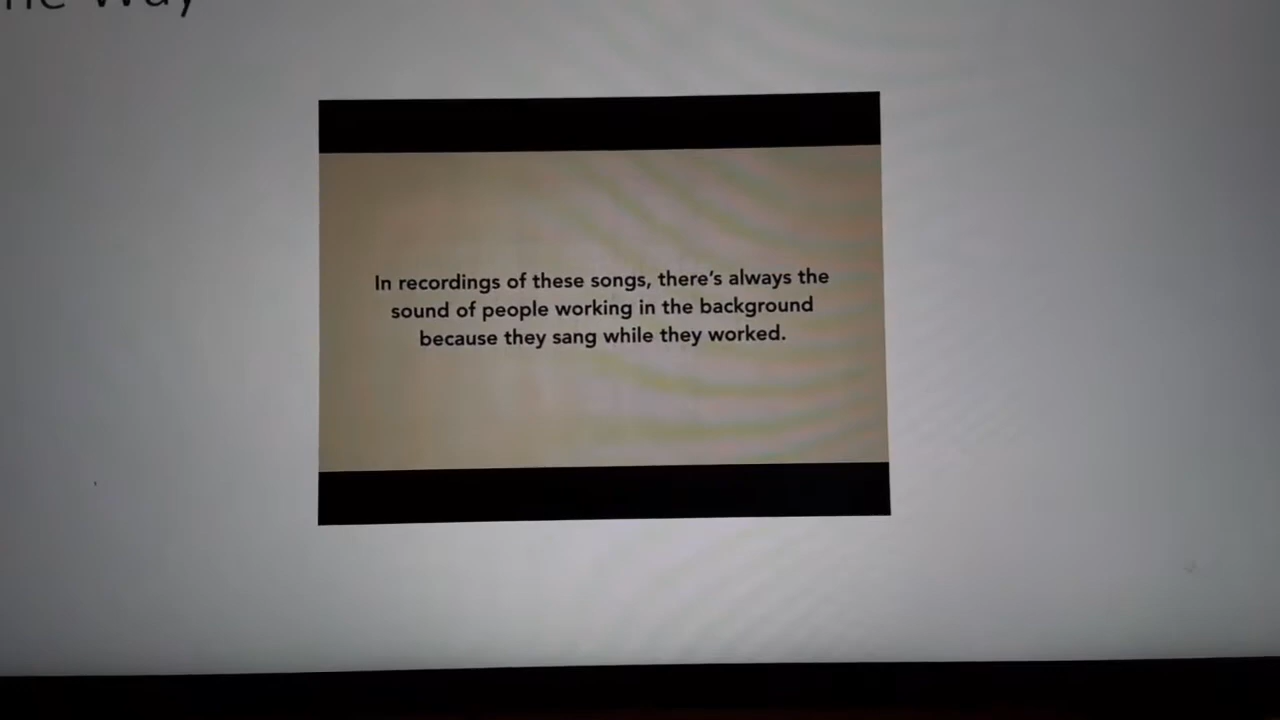 Way
In recordings of these songs, there's always the
sound of people working in the background
because they sang while they worked.